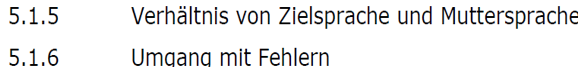 5.1.5 Verhältnis von Zielsprache und Muttersprache
5.1.6 Umgang mit Fehlern